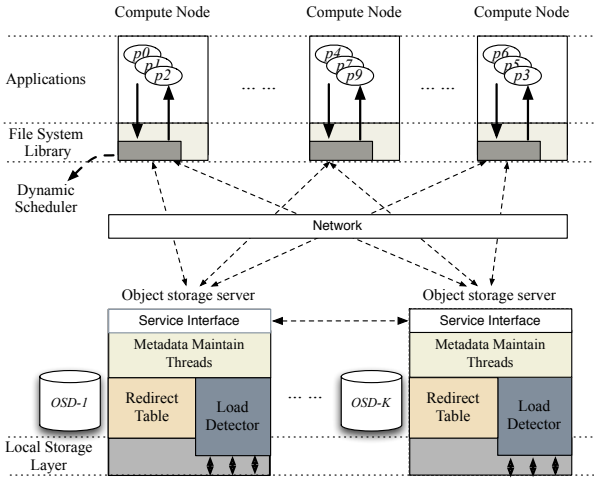 Compute Node
Compute Node
Compute Node
Applications
p0
p1
p2
... ...
p4
p7
p9
... ...
p6
p5
p3
File System
Library
Dynamic
Scheduler
Network
Object storage server
Object storage server
Service Interface
Service Interface
Metadata Maintain
Threads
Metadata Maintain
Threads
OSD-1
Redirect
Table
Load
Detector
... ...
OSD-K
Redirect
Table
Load
Detector
Local Storage
Layer